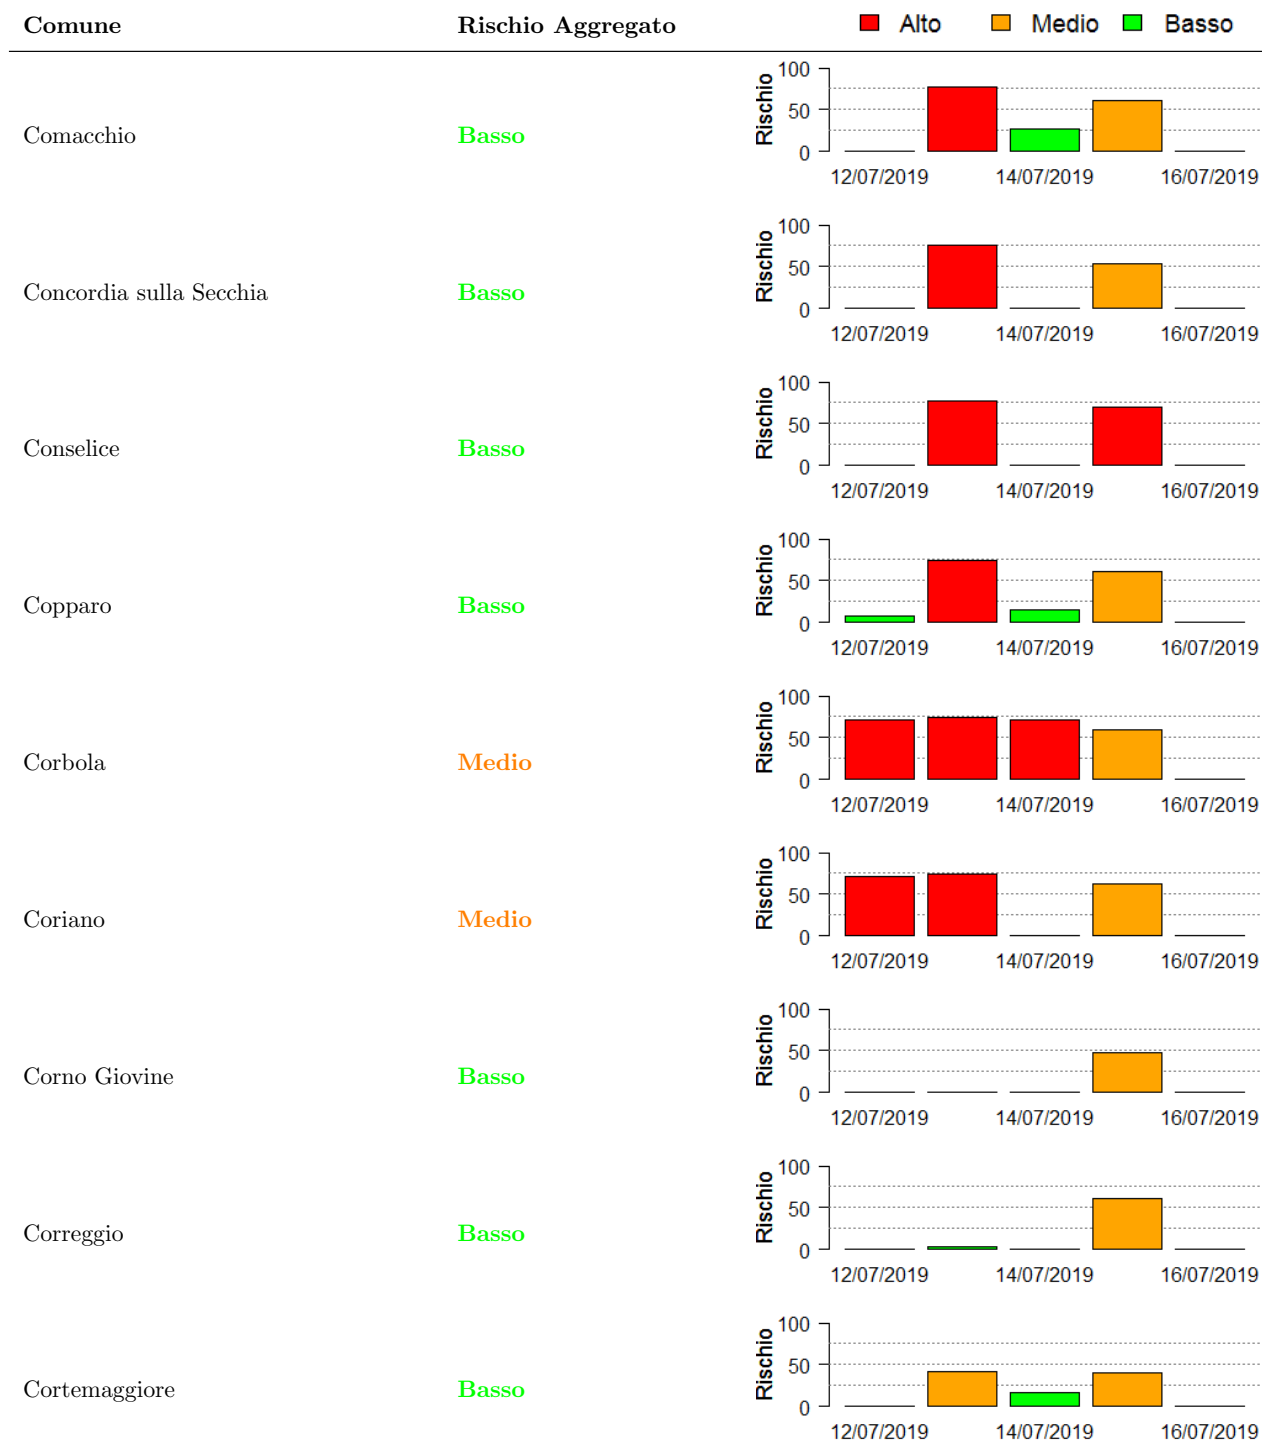 Comune Rischio Aggregato Alto Medio Basso
Comacchio Basso
Rischio
100
50
0
12/07/2019 14/07/2019 16/07/2019
Concordia sulla Secchia Basso
Rischio
100
50
0
12/07/2019 14/07/2019 16/07/2019
Conselice Basso
Rischio
100
50
0
12/07/2019 14/07/2019 16/07/2019
Copparo Basso
Rischio
100
50
0
12/07/2019 14/07/2019 16/07/2019
Corbola Medio
Rischio
100
50
0
12/07/2019 14/07/2019 16/07/2019
Coriano Medio
Rischio
100
50
0
12/07/2019 14/07/2019 16/07/2019
Corno Giovine Basso
Rischio
100
50
0
12/07/2019 14/07/2019 16/07/2019
Correggio Basso
Rischio
100
50
0
12/07/2019 14/07/2019 16/07/2019
Cortemaggiore Basso
Rischio
100
50
0
12/07/2019 14/07/2019 16/07/2019